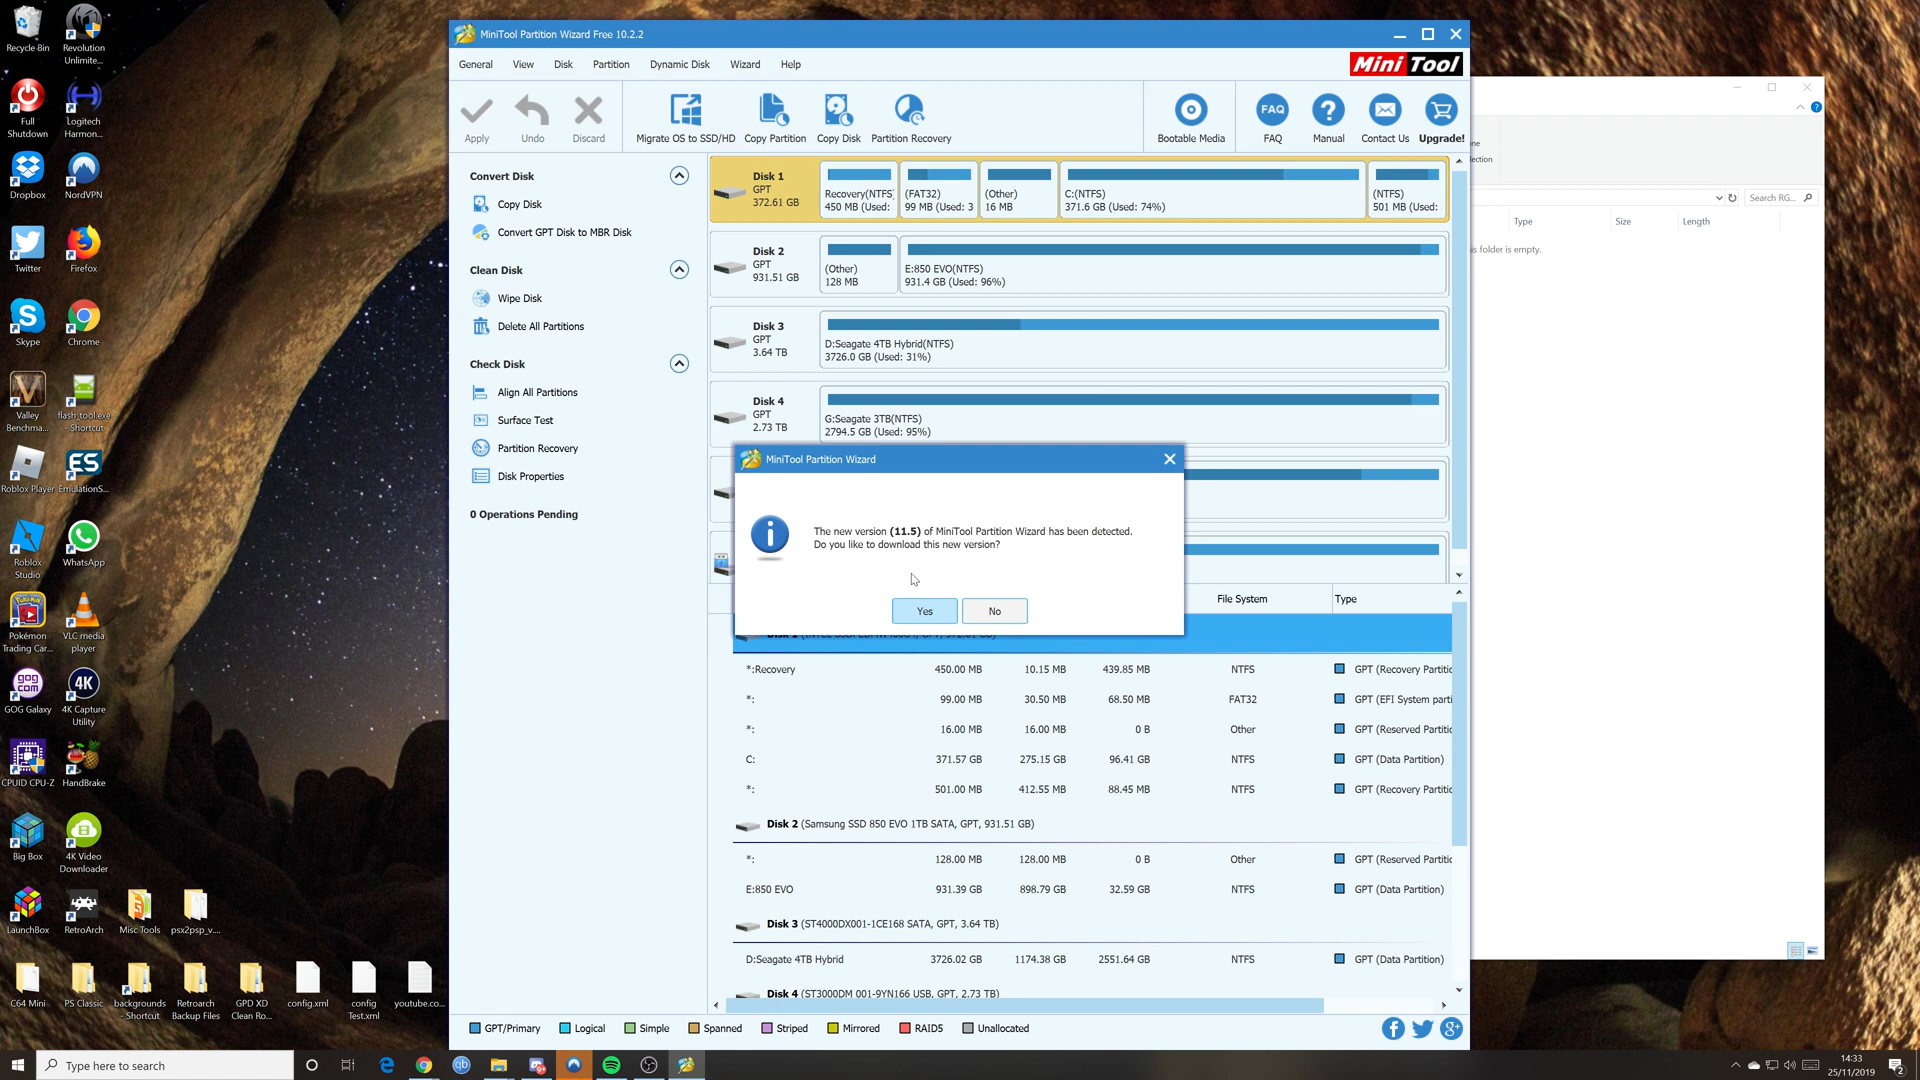 Recycle Bin
Revolution Unlimite...
Full Shutdown
Logitech Harmon...
Dropbox
NordVPN
Twitter
Firefox
Skype
Chrome
Valley Benchma...
flash_tool.exe - Shortcut
Roblox Player
EmulationS...
Roblox Studio
WhatsApp
Pokémon Trading Car...
VLC media player
GOG Galaxy
4K Capture Utility
CPUID CPU-Z
HandBrake
Big Box
4K Video Downloader
LaunchBox
RetroArch
Misc Tools
psx2psp_v....
C64 Mini
PS Classic
backgrounds - Shortcut
Retroarch Backup Files
GPD XD Clean Ro...
config.xml
config Test.xml
youtube.co...
MiniTool Partition Wizard Free 10.2.2
General View Disk Partition Dynamic Disk Wizard Help
Mini Tool
Apply Undo Discard Migrate OS to SSD/HD Copy Partition Copy Disk Partition Recovery Bootable Media FAQ Manual Contact Us Upgrade!
FAQ
Convert Disk
Copy Disk
Convert GPT Disk to MBR Disk
Clean Disk
Wipe Disk
Delete All Partitions
Check Disk
Align All Partitions
Surface Test
Partition Recovery
Disk Properties
0 Operations Pending
Disk 1
GPT
372.61 GB
Recovery(NTFS
450 MB (Used:
(FAT32)
99 MB (Used: 3
(Other)
16 MB
C:(NTFS)
371.6 GB (Used: 74%)
(NTFS)
501 MB (Used:
Disk 2
GPT
931.51 GB
(Other)
128 MB
E:850 EVO(NTFS)
931.4 GB (Used: 96%)
Disk 3
GPT
3.64 TB
D:Seagate 4TB Hybrid(NTFS)
3726.0 GB (Used: 31%)
Disk 4
GPT
2.73 TB
G:Seagate 3TB(NTFS)
2794.5 GB (Used: 95%)
MiniTool Partition Wizard
The new version (11.5) of MiniTool Partition Wizard has been detected.
Do you like to download this new version?
Yes No
File System Type
*:Recovery 450.00 MB 10.15 MB 439.85 MB NTFS GPT (Recovery Partitic
*: 99.00 MB 30.50 MB 68.50 MB FAT32 GPT (EFI System parti
*: 16.00 MB 16.00 MB 0 B Other GPT (Reserved Partitic
C: 371.57 GB 275.15 GB 96.41 GB NTFS GPT (Data Partition)
*: 501.00 MB 412.55 MB 88.45 MB NTFS GPT (Recovery Partitic
Disk 2 (Samsung SSD 850 EVO 1TB SATA, GPT, 931.51 GB)
*: 128.00 MB 128.00 MB 0 B Other GPT (Reserved Partitic
E:850 EVO 931.39 GB 898.79 GB 32.59 GB NTFS GPT (Data Partition)
Disk 3 (ST4000DX001-1CE168 SATA, GPT, 3.64 TB)
D:Seagate 4TB Hybrid 3726.02 GB 1174.38 GB 2551.64 GB NTFS GPT (Data Partition)
Disk 4 (ST3000DM 001-9YN166 USB, GPT, 2.73 TB)
GPT/Primary Logical Simple Spanned Striped Mirrored RAID5 Unallocated
ne
lection
Search RG...
Type Size Length
is folder is empty.
Type here to search
14:33
25/11/2019
2